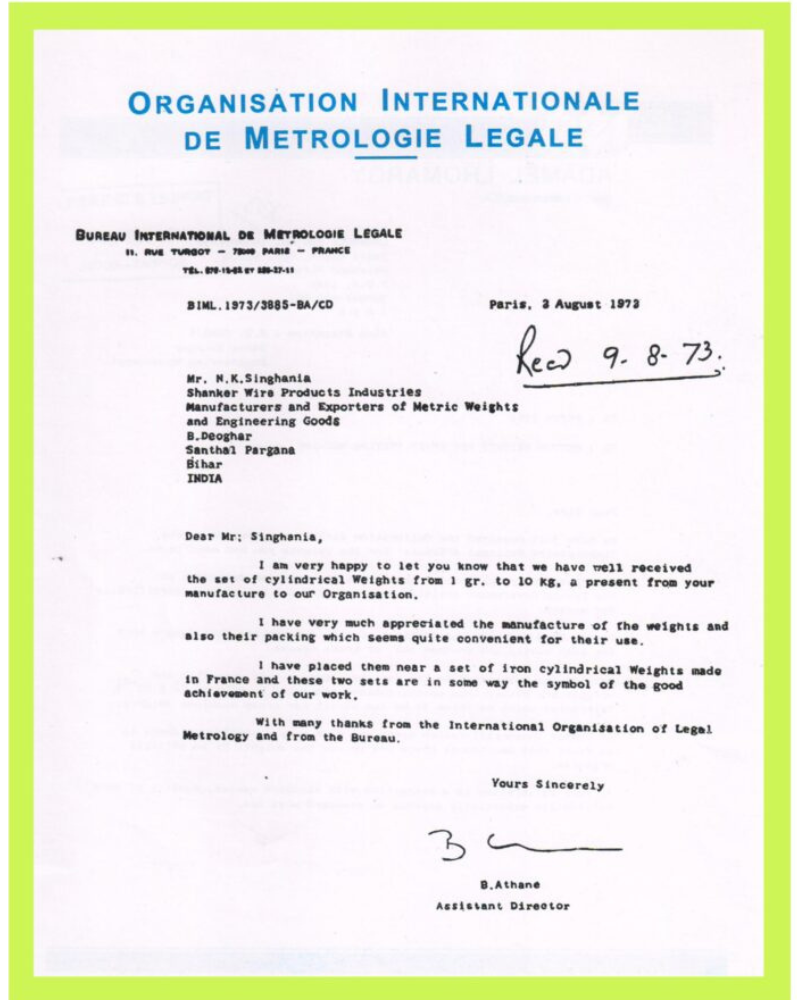 ORGANISATION INTERNATIONALE
DE METROLOGIE LEGALE
BUREAU INTERNATIONAL DE METROLOGIE LEGALE
11, RUE TURGOT — PARIS — FRANCE
TÉL. ET
BIML.1973/3885-BA/CD
Paris, 3 August 1973
Recd 9-8-73.
Mr. N.K.Singhania
Shanker Wire Products Industries
Manufacturers and Exporters of Metric Weights
and Engineering Goods
B.Deoghar
Santhal Pargana
Bihar
INDIA
Dear Mr: Singhania,
I am very happy to let you know that we have well received
the set of cylindrical Weights from 1 gr. to 10 kg, a present from your
manufacture to our Organisation.
I have very much appreciated the manufacture of the weights and
also their packing which seems quite convenient for their use.
I have placed them near a set of iron cylindrical Weights made
in France and these two sets are in some way the symbol of the good
achievement of our work.
With many thanks from the International Organisation of Legal
Metrology and from the Bureau.
Yours Sincerely
B.Athane
Assistant Director